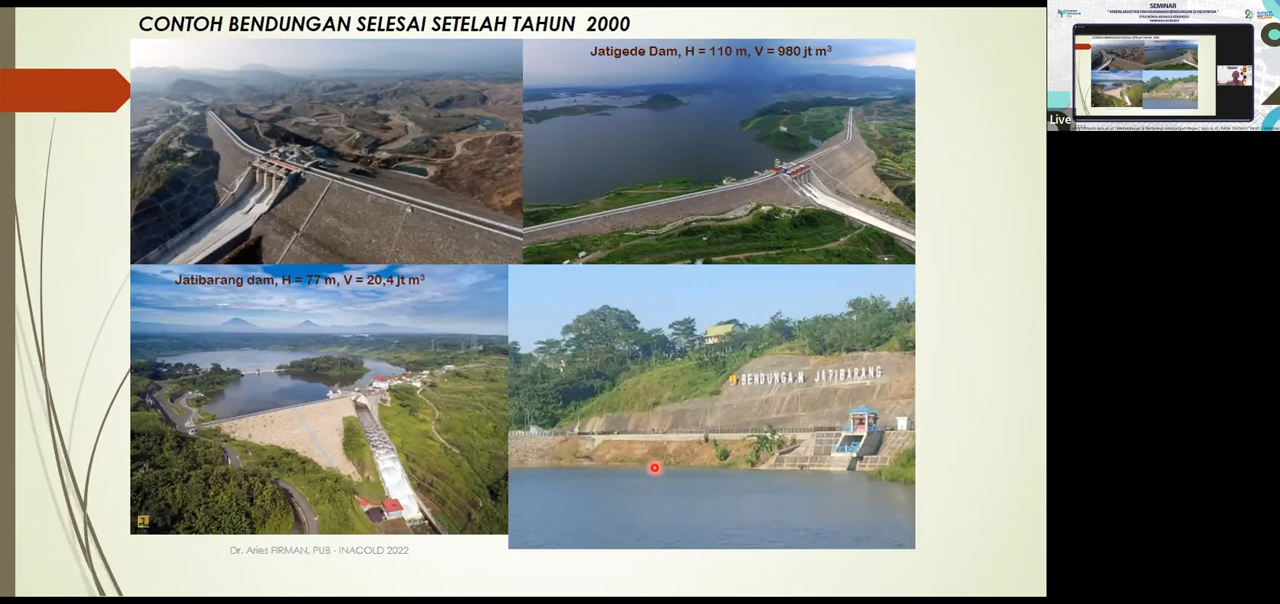 CONTOH BENDUNGAN SELESAI SETELAH TAHUN 2000
Jatigede Dam, H = 110 m, V = 980 jt m³
Jatibarang dam, H = 77 m, V = 20,4 jt m³
BENDUNGAN JATIBARANG
Dr. Aries FIRMAN, PUB - INACOLD 2022
SEMINAR
Live